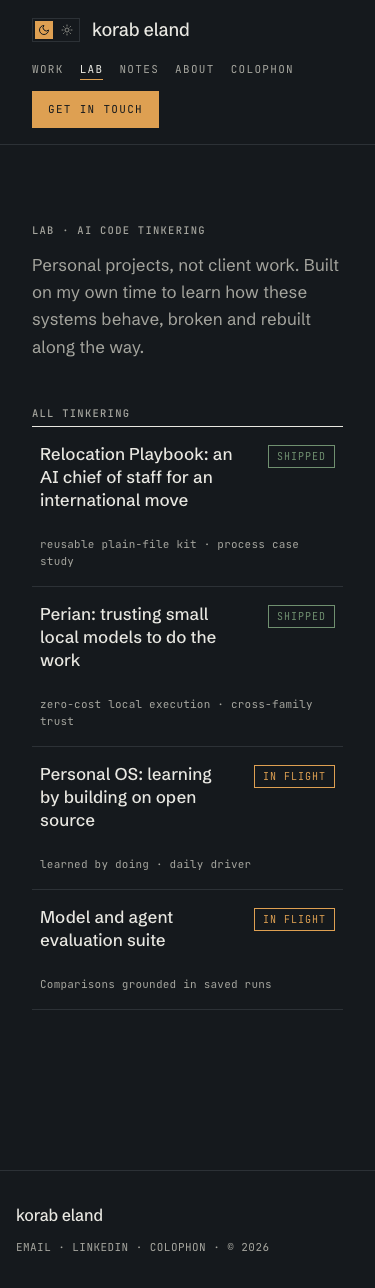 korab eland
WORK LAB NOTES ABOUT COLOPHON
GET IN TOUCH
LAB · AI CODE TINKERING
Personal projects, not client work. Built
on my own time to learn how these
systems behave, broken and rebuilt
along the way.
ALL TINKERING
Relocation Playbook: an
AI chief of staff for an
international move
SHIPPED
reusable plain-file kit · process case
study
Perian: trusting small
local models to do the
work
SHIPPED
zero-cost local execution · cross-family
trust
Personal OS: learning
by building on open
source
IN FLIGHT
learned by doing · daily driver
Model and agent
evaluation suite
IN FLIGHT
Comparisons grounded in saved runs
korab eland
EMAIL · LINKEDIN · COLOPHON · © 2026